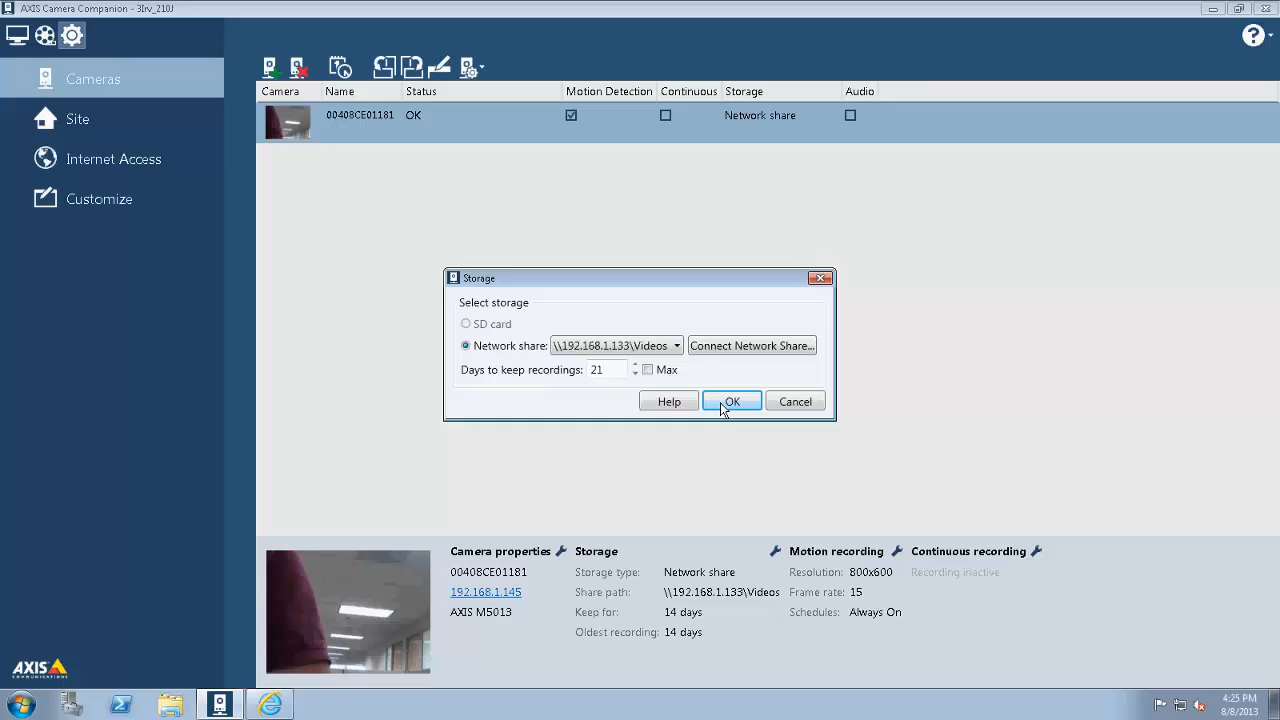 AXIS Camera Companion - 3Irv_210J
Cameras
Site
Internet Access
Customize
Camera Name Status Motion Detection Continuous Storage Audio
00408CE01181 OK Network share
Storage
Select storage
SD card
Network share: \\192.168.1.133\Videos Connect Network Share...
Days to keep recordings: 21 Max
Help OK Cancel
Camera properties Storage Motion recording Continuous recording
00408CE01181 Storage type: Network share Resolution: 800x600 Recording inactive
192.168.1.145 Share path: \\192.168.1.133\Videos Frame rate: 15
AXIS M5013 Keep for: 14 days Schedules: Always On
Oldest recording: 14 days
AXIS
COMMUNICATIONS
4:25 PM
8/8/2013